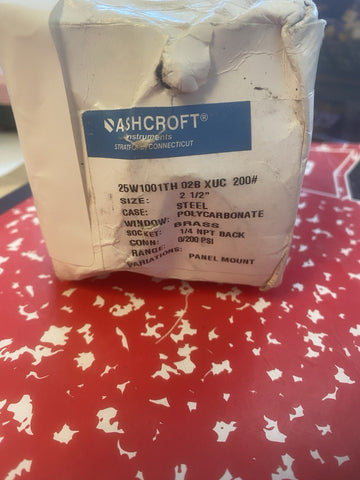 ASHCROFT®
Instruments
STRATFORD, CONNECTICUT
25W1001TH 02B XUC 200#
SIZE: 2 1/2"
CASE: STEEL
WINDOW: POLYCARBONATE
SOCKET: BRASS
CONN: 1/4 NPT BACK
RANGE: 0/200 PSI
VARIATIONS: PANEL MOUNT